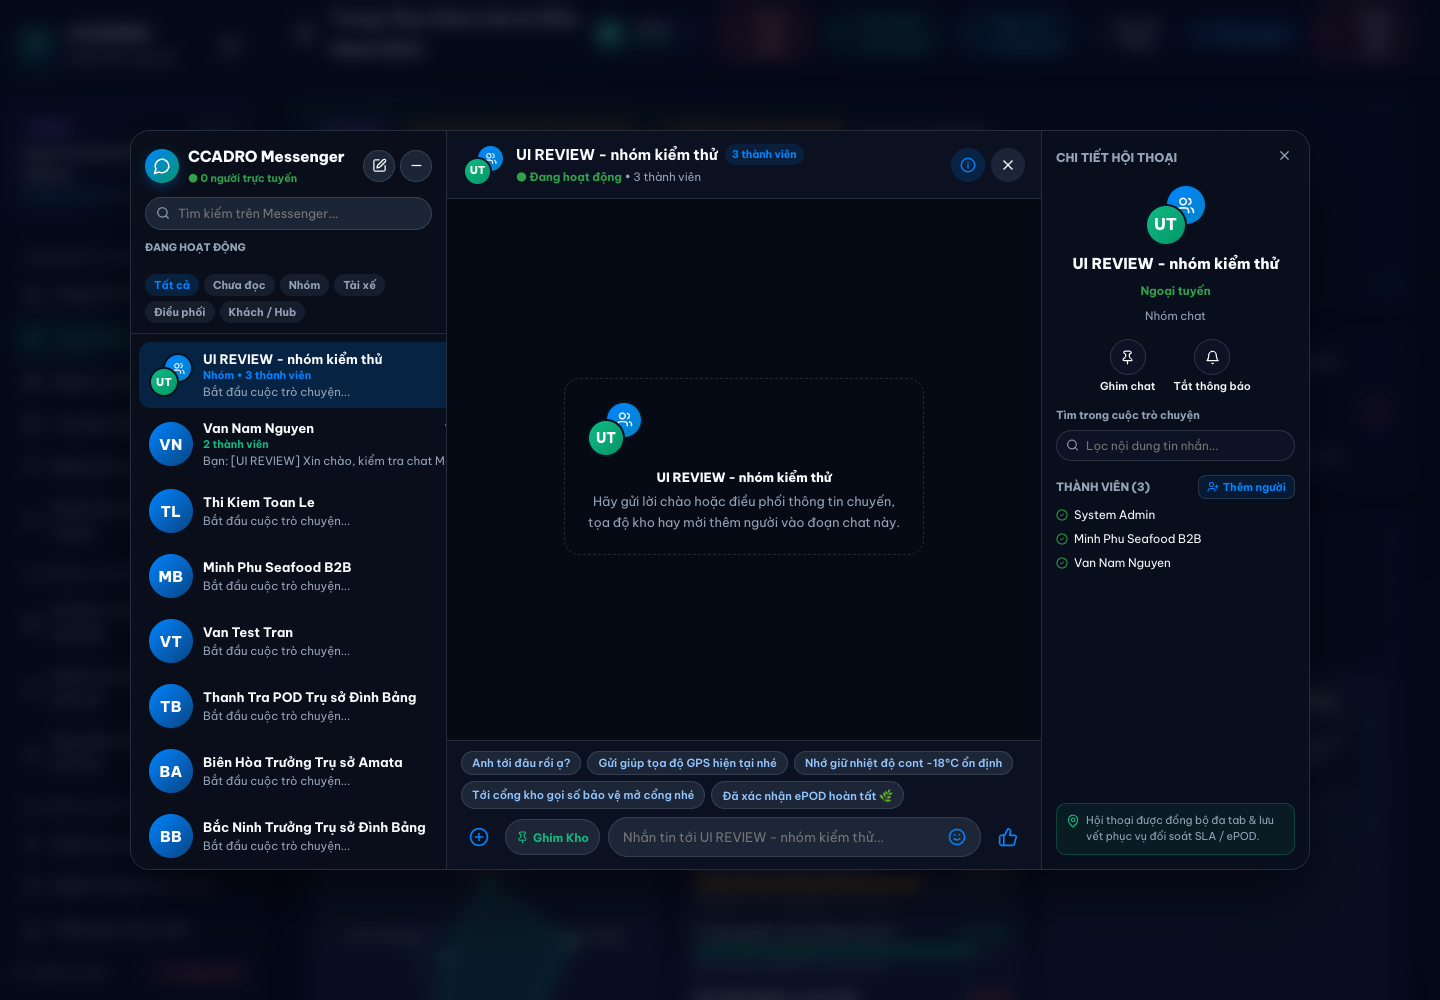 CCADRO Messenger
0 người trực tuyến
Tìm kiếm trên Messenger...
ĐANG HOẠT ĐỘNG
Tất cả
Chưa đọc
Nhóm
Tài xế
Điều phối
Khách / Hub
UT
UI REVIEW - nhóm kiểm thử
Nhóm • 3 thành viên
Bắt đầu cuộc trò chuyện...
VN
Van Nam Nguyen
2 thành viên
Bạn: [UI REVIEW] Xin chào, kiểm tra chat M
TL
Thi Kiem Toan Le
Bắt đầu cuộc trò chuyện...
MB
Minh Phu Seafood B2B
Bắt đầu cuộc trò chuyện...
VT
Van Test Tran
Bắt đầu cuộc trò chuyện...
TB
Thanh Tra POD Trụ sở Đình Bảng
Bắt đầu cuộc trò chuyện...
BA
Biên Hòa Trưởng Trụ sở Amata
Bắt đầu cuộc trò chuyện...
BB
Bắc Ninh Trưởng Trụ sở Đình Bảng
Bắt đầu cuộc trò chuyện...
UT
UI REVIEW - nhóm kiểm thử
3 thành viên
Đang hoạt động • 3 thành viên
UT
UI REVIEW - nhóm kiểm thử
Hãy gửi lời chào hoặc điều phối thông tin chuyến,
tọa độ kho hay mời thêm người vào đoạn chat này.
Anh tới đâu rồi ạ?
Gửi giúp tọa độ GPS hiện tại nhé
Nhớ giữ nhiệt độ cont -18°C ổn định
Tới cổng kho gọi số bảo vệ mở cổng nhé
Đã xác nhận ePOD hoàn tất 🌿
Ghim Kho
Nhắn tin tới UI REVIEW - nhóm kiểm thử...
CHI TIẾT HỘI THOẠI
UT
UI REVIEW - nhóm kiểm thử
Ngoại tuyến
Nhóm chat
Ghim chat
Tắt thông báo
Tìm trong cuộc trò chuyện
Lọc nội dung tin nhắn...
THÀNH VIÊN (3)
Thêm người
System Admin
Minh Phu Seafood B2B
Van Nam Nguyen
Hội thoại được đồng bộ đa tab & lưu
vết phục vụ đối soát SLA / ePOD.